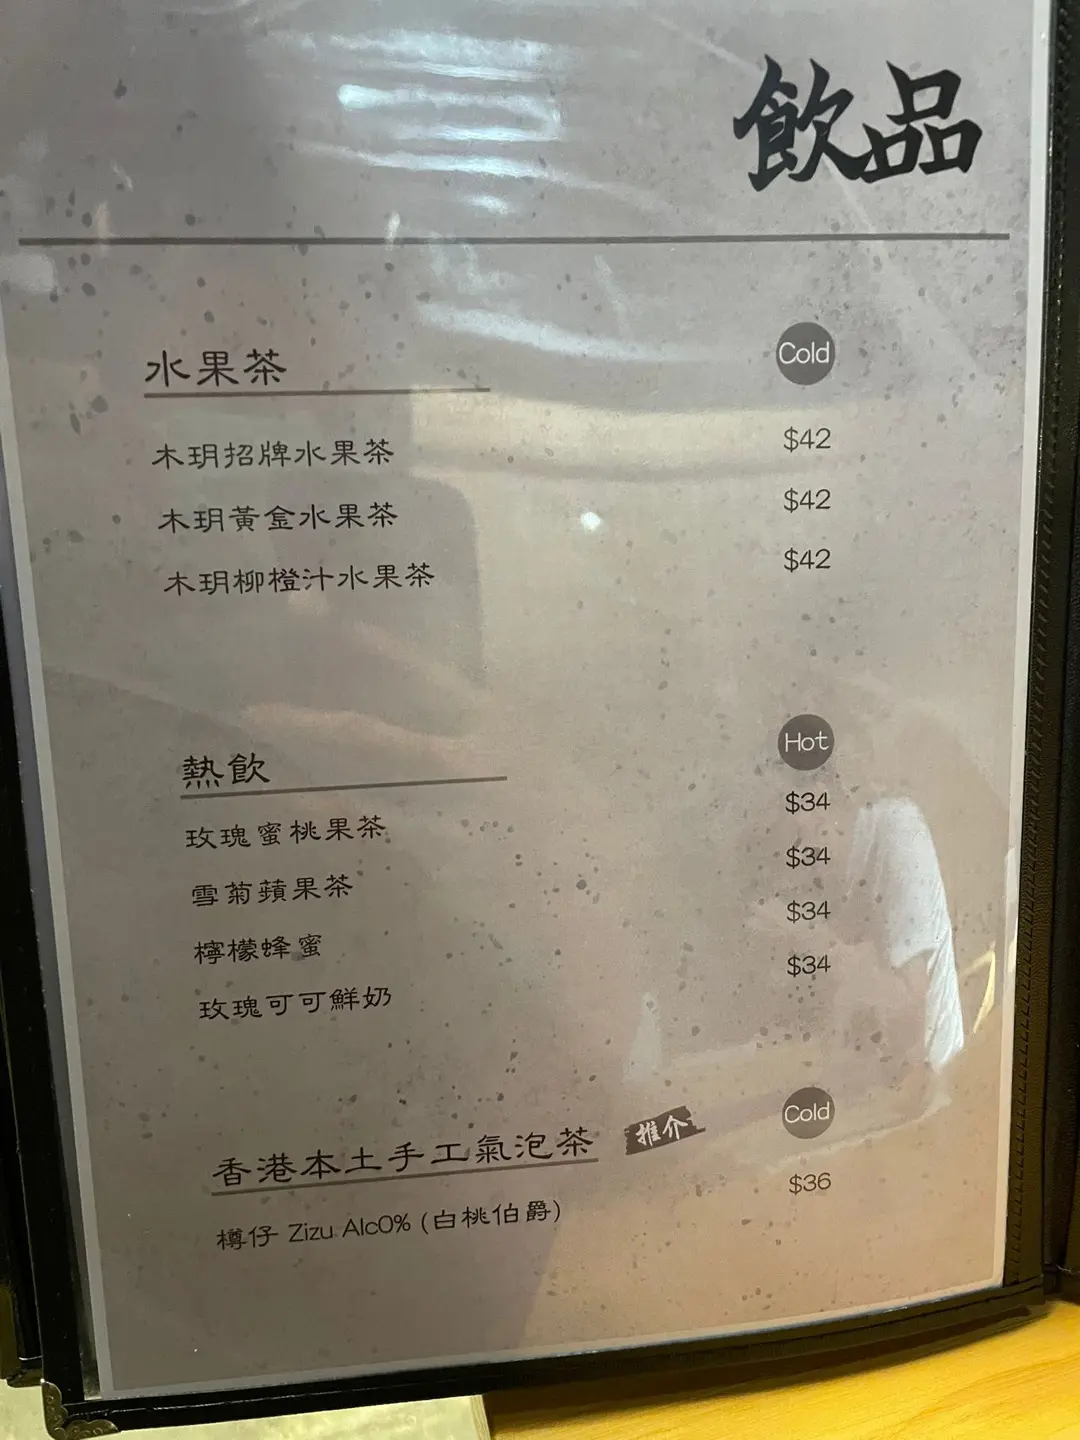 飲品
水果茶 Cold
木玥招牌水果茶 $42
木玥黃金水果茶 $42
木玥柳橙汁水果茶 $42
熱飲 Hot
玫瑰蜜桃果茶 $34
雪菊蘋果茶 $34
檸檬蜂蜜 $34
玫瑰可可鮮奶 $34
香港本土手工氣泡茶 推介 Cold
樽仔 Zizu Alc0% (白桃伯爵) $36